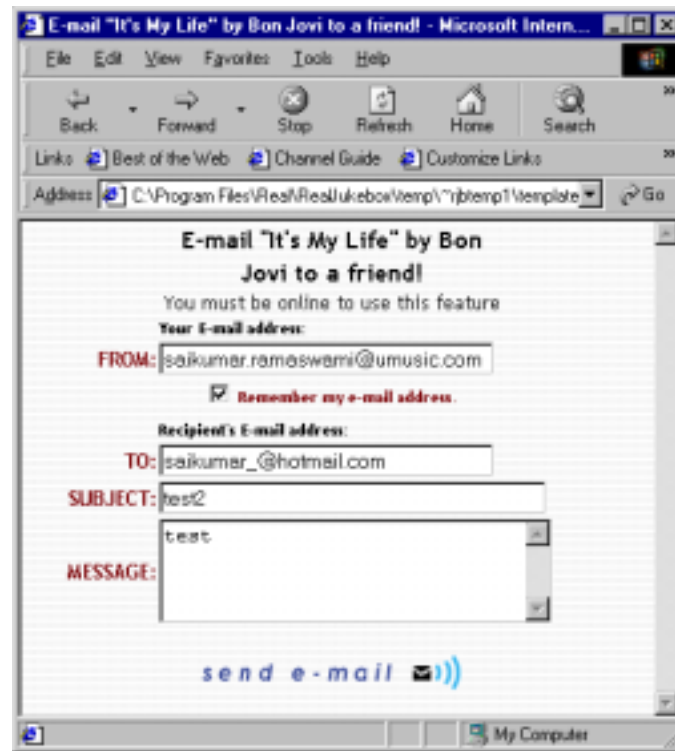 E-mail "It's My Life" by Bon Jovi to a friend! - Microsoft Intern...
File Edit View Favorites Tools Help
Back Forward Stop Refresh Home Search
Links Best of the Web Channel Guide Customize Links
Address C:\Program Files\Real\RealJukebox\temp\~rjbtemp1\template Go
E-mail "It's My Life" by Bon
Jovi to a friend!
You must be online to use this feature
Your E-mail address:
FROM: saikumar.ramaswami@umusic.com
Remember my e-mail address.
Recipient's E-mail address:
TO: saikumar_@hotmail.com
SUBJECT: test2
MESSAGE: test
send e-mail
My Computer